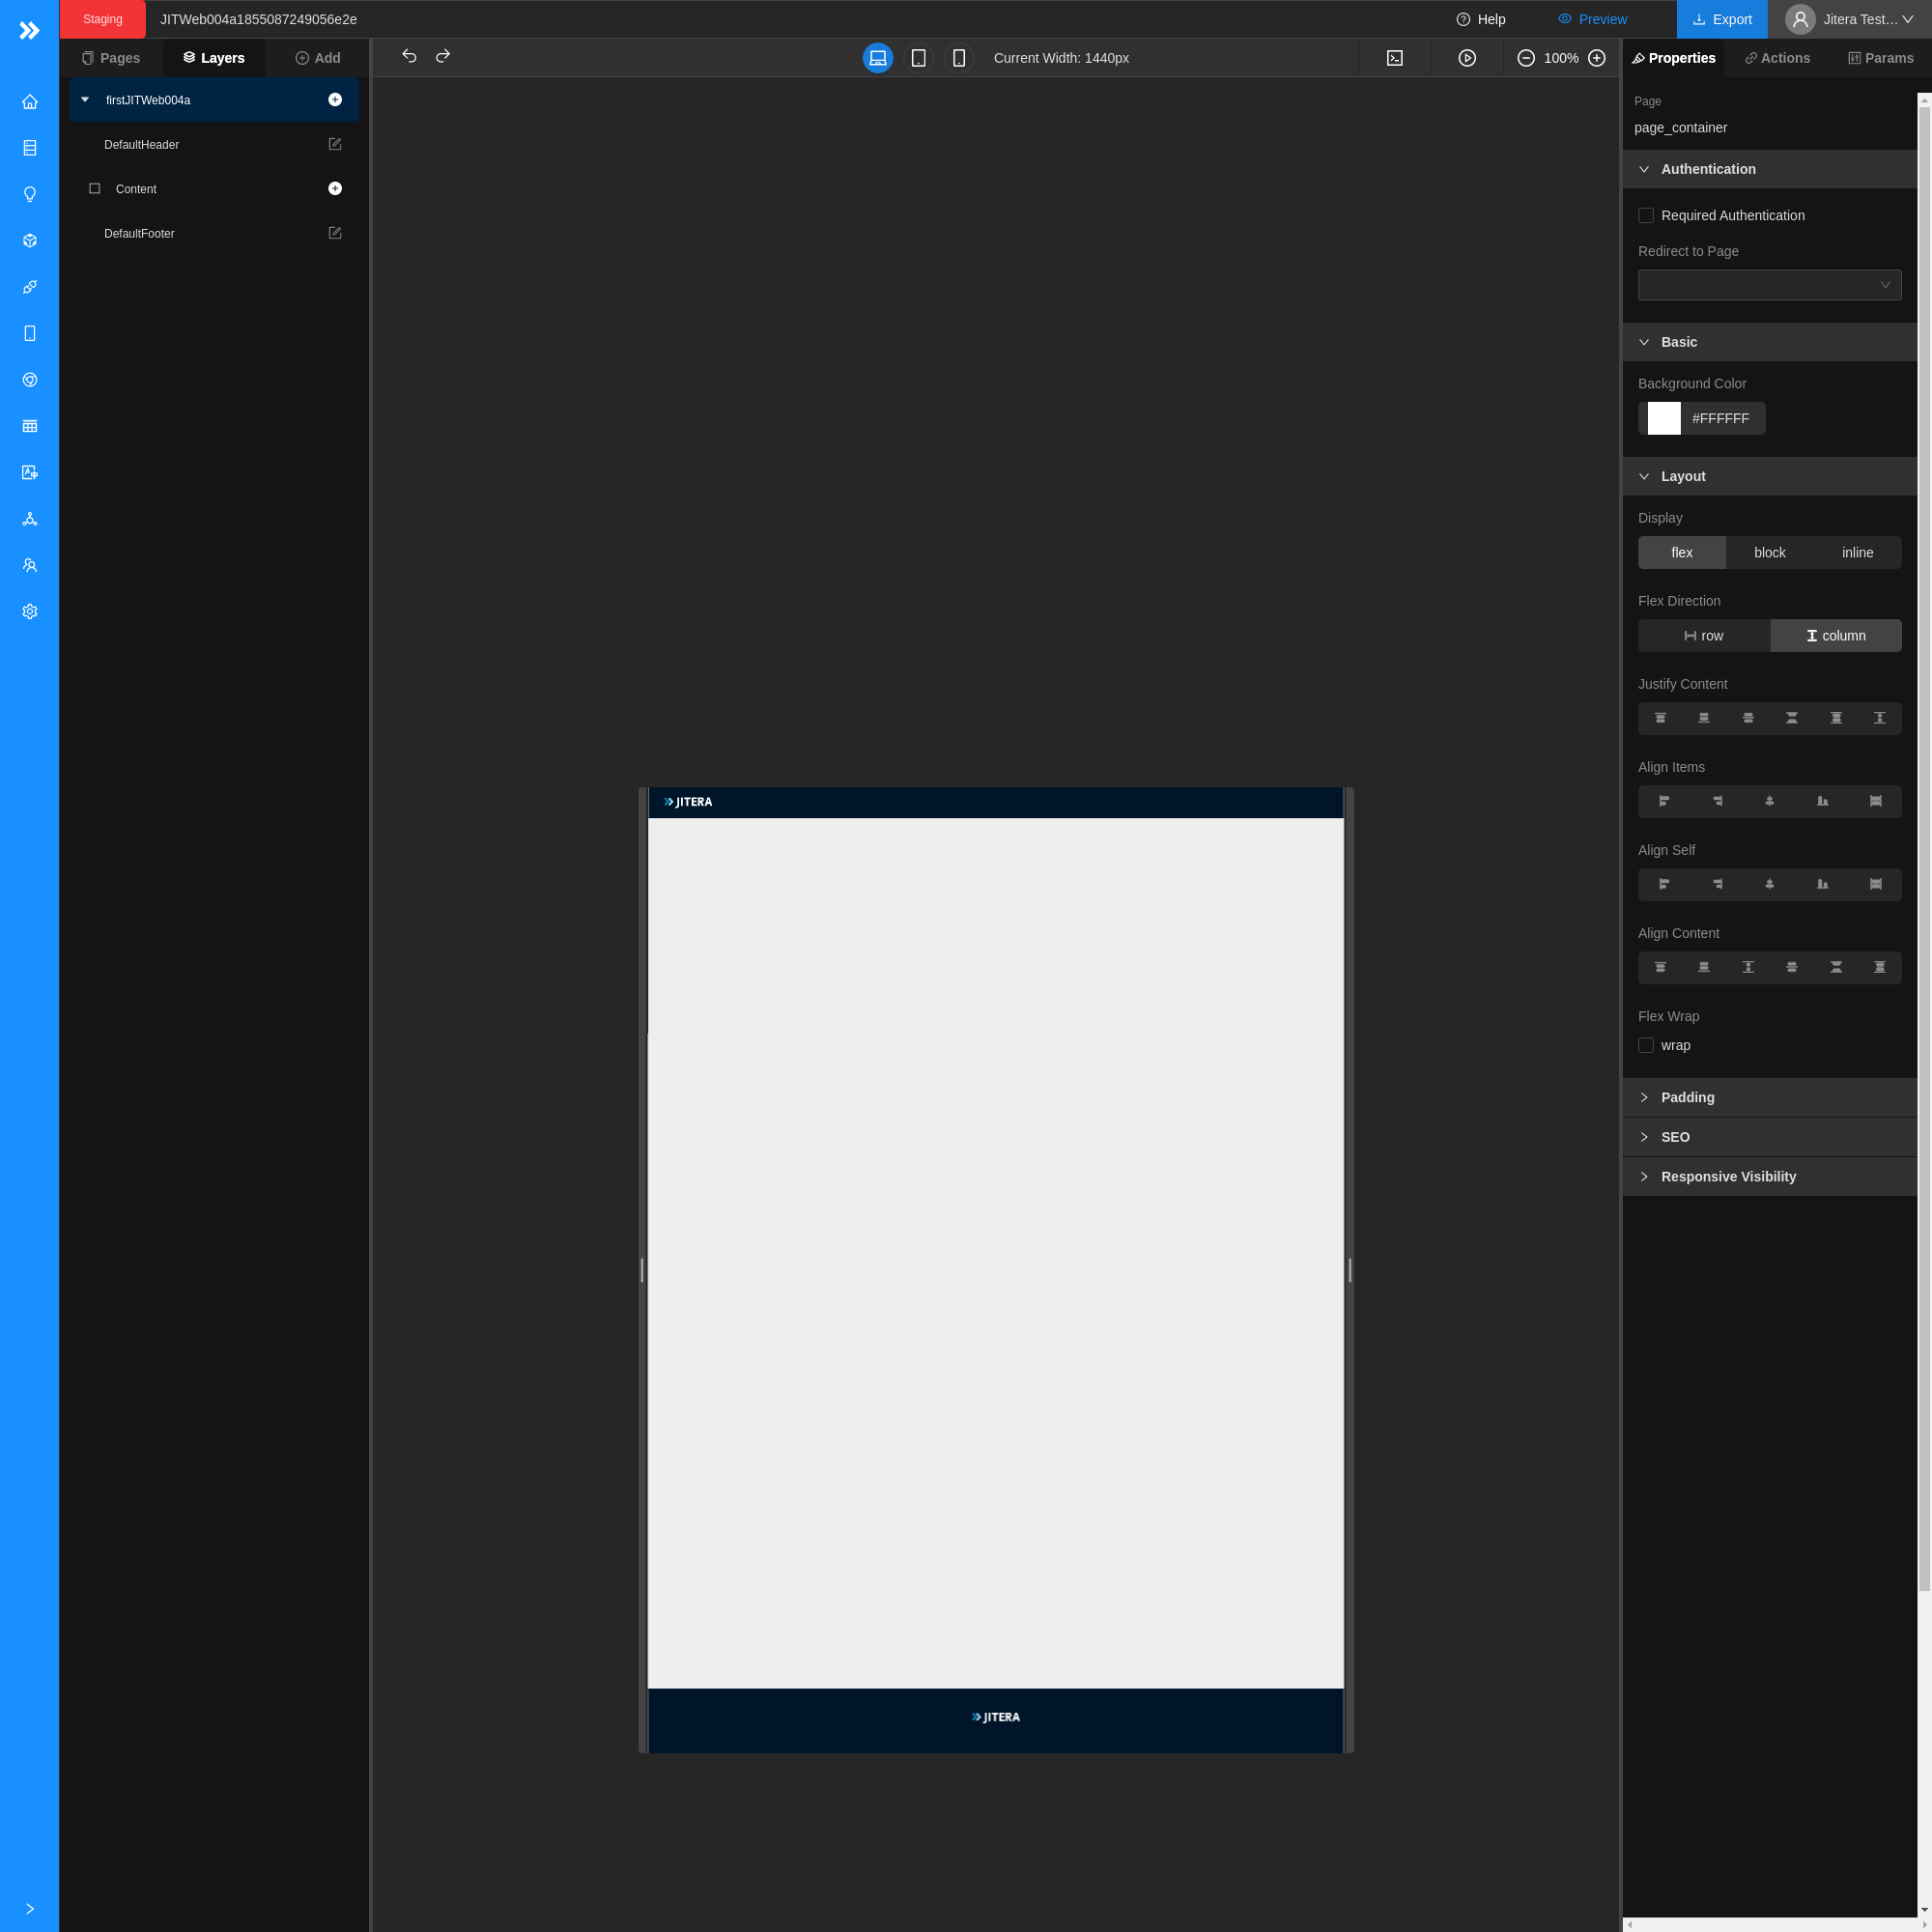 Staging
JITWeb004a1855087249056e2e
Help
Preview
Export
Jitera Test...
Pages
Layers
Add
Current Width: 1440px
100%
Properties
Actions
Params
firstJITWeb004a
DefaultHeader
Content
DefaultFooter
JITERA
JITERA
Page
page_container
Authentication
Required Authentication
Redirect to Page
Basic
Background Color
#FFFFFF
Layout
Display
flex
block
inline
Flex Direction
row
column
Justify Content
Align Items
Align Self
Align Content
Flex Wrap
wrap
Padding
SEO
Responsive Visibility